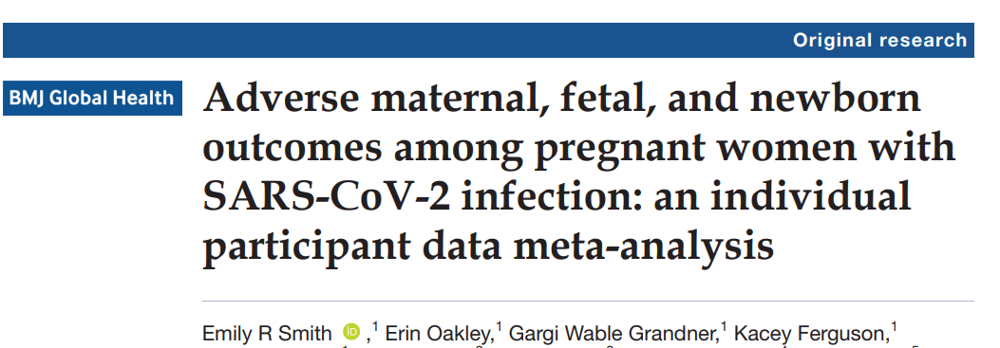 Original research
BMJ Global Health
Adverse maternal, fetal, and newborn
outcomes among pregnant women with
SARS-CoV-2 infection: an individual
participant data meta-analysis
Emily R Smith iD ,1 Erin Oakley,1 Gargi Wable Grandner,1 Kacey Ferguson,1